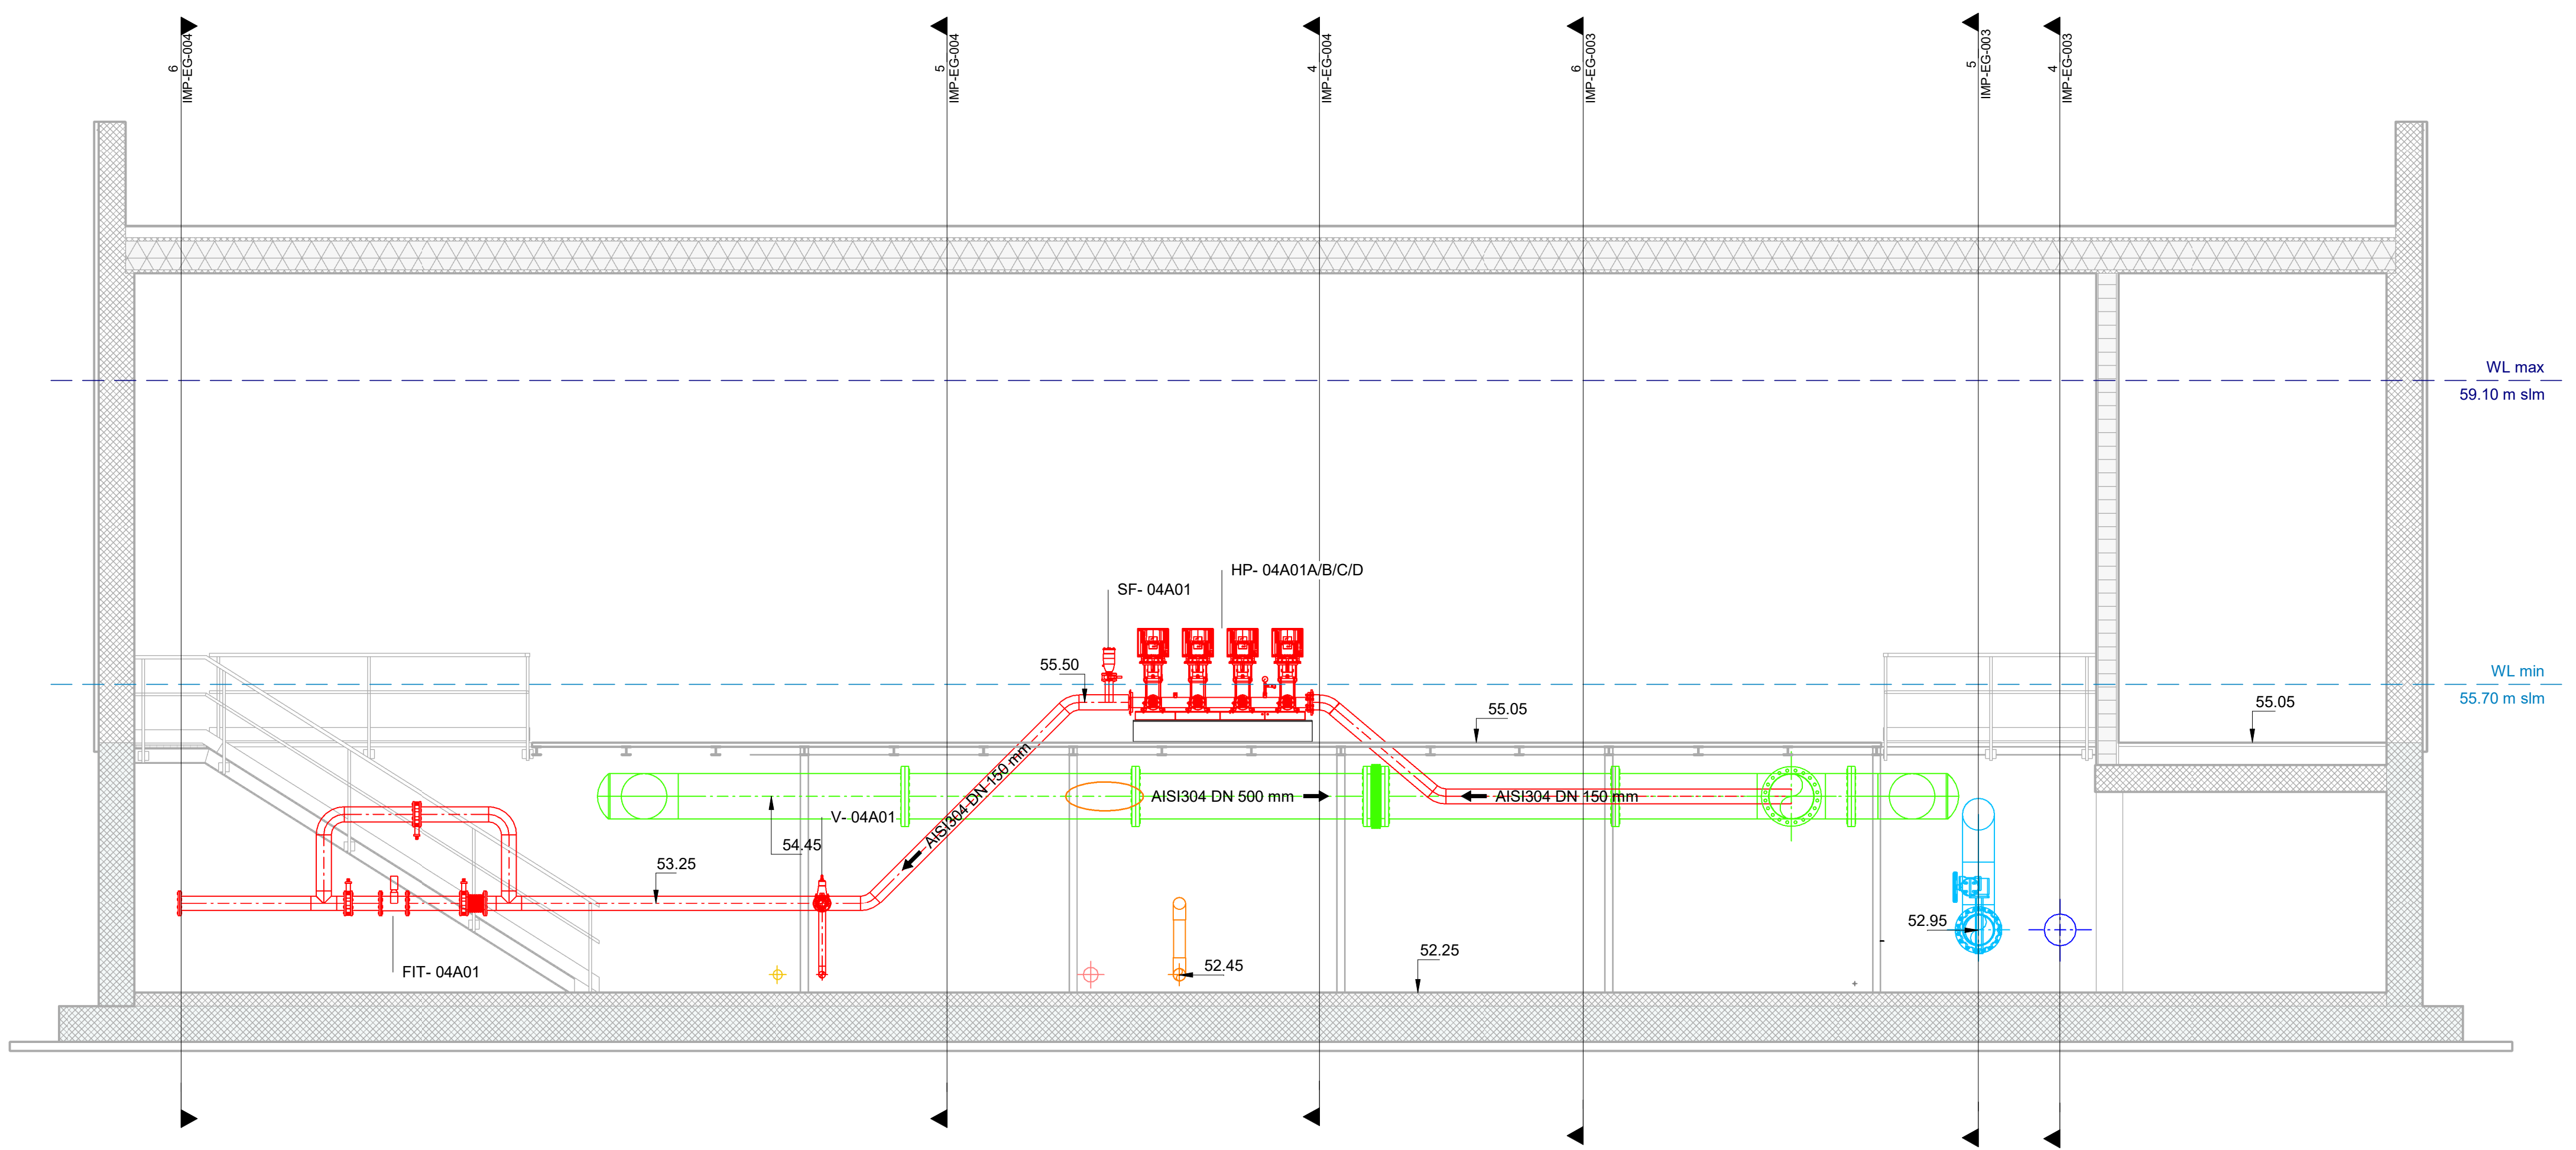 6
IMP-EG-004
5
IMP-EG-004
4
IMP-EG-004
6
IMP-EG-003
5
IMP-EG-003
4
IMP-EG-003
WL max
59.10 m slm
HP- 04A01A/B/C/D
SF- 04A01
55.50
WL min
55.70 m slm
55.05
55.05
AISI304 DN 150 mm
AISI304 DN 500 mm
AISI304 DN 150 mm
V- 04A01
54.45
53.25
52.95
FIT- 04A01
52.45
52.25